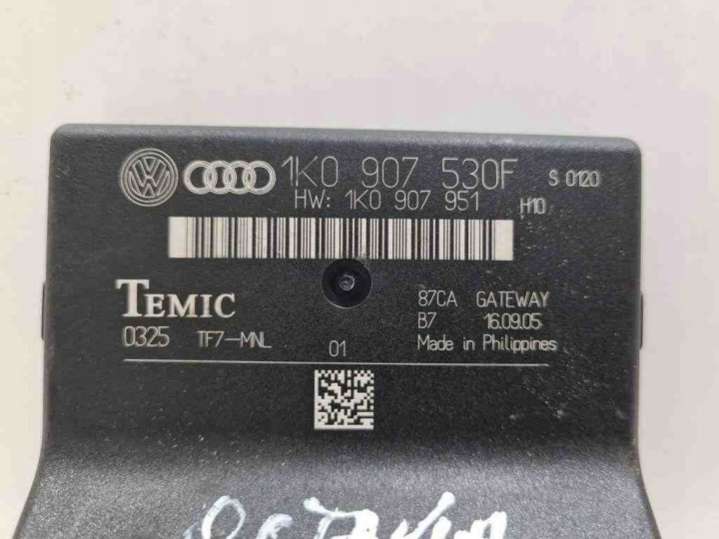 1K0 907 530F S 0120
HW: 1K0 907 951 H10
TEMIC
87CA GATEWAY
0325 TF7-MNL
B7 16.09.05
01
Made in Philippines